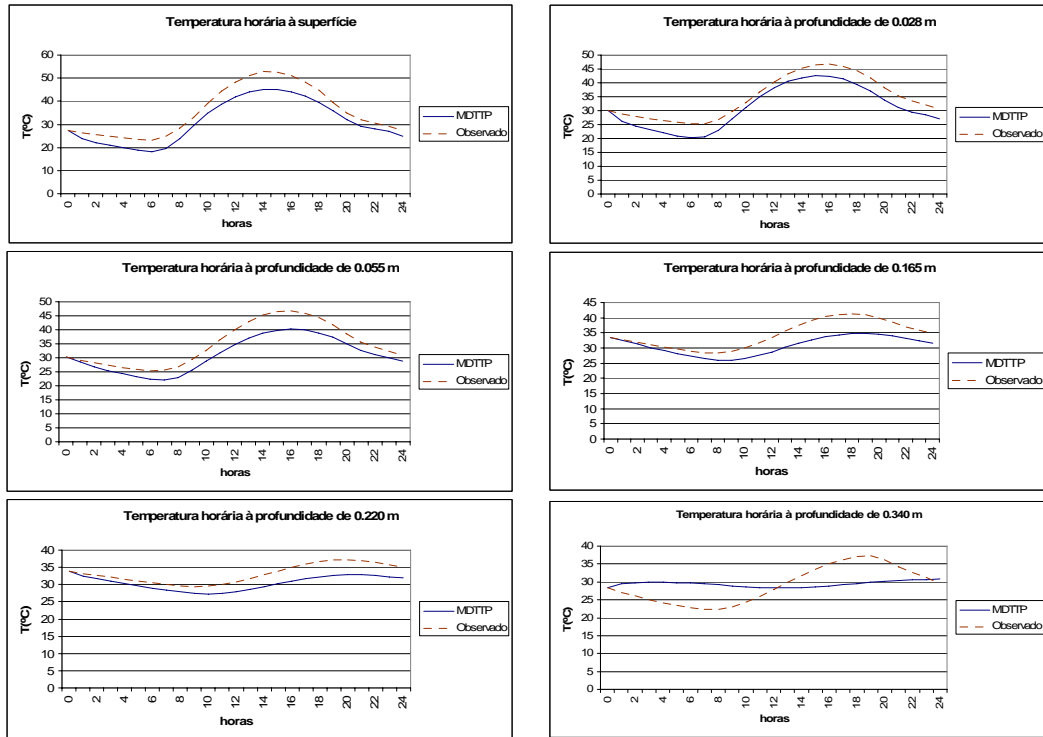 Temperatura horária à superfície
60
50
40
30
20
10
0
T(ºC)
0 2 4 6 8 10 12 14 16 18 20 22 24
horas
MDTTP
Observado
Temperatura horária à profundidade de 0.028 m
50
45
40
35
30
25
20
15
10
5
0
T(ºC)
0 2 4 6 8 10 12 14 16 18 20 22 24
horas
MDTTP
Observado
Temperatura horária à profundidade de 0.055 m
50
45
40
35
30
25
20
15
10
5
0
T(ºC)
0 2 4 6 8 10 12 14 16 18 20 22 24
horas
MDTTP
Observado
Temperatura horária à profundidade de 0.165 m
45
40
35
30
25
20
15
10
5
0
T(ºC)
0 2 4 6 8 10 12 14 16 18 20 22 24
horas
MDTTP
Observado
Temperatura horária à profundidade de 0.220 m
40
35
30
25
20
15
10
5
0
T(ºC)
0 2 4 6 8 10 12 14 16 18 20 22 24
horas
MDTTP
Observado
Temperatura horária à profundidade de 0.340 m
40
35
30
25
20
15
10
5
0
T(ºC)
0 2 4 6 8 10 12 14 16 18 20 22 24
horas
MDTTP
Observado